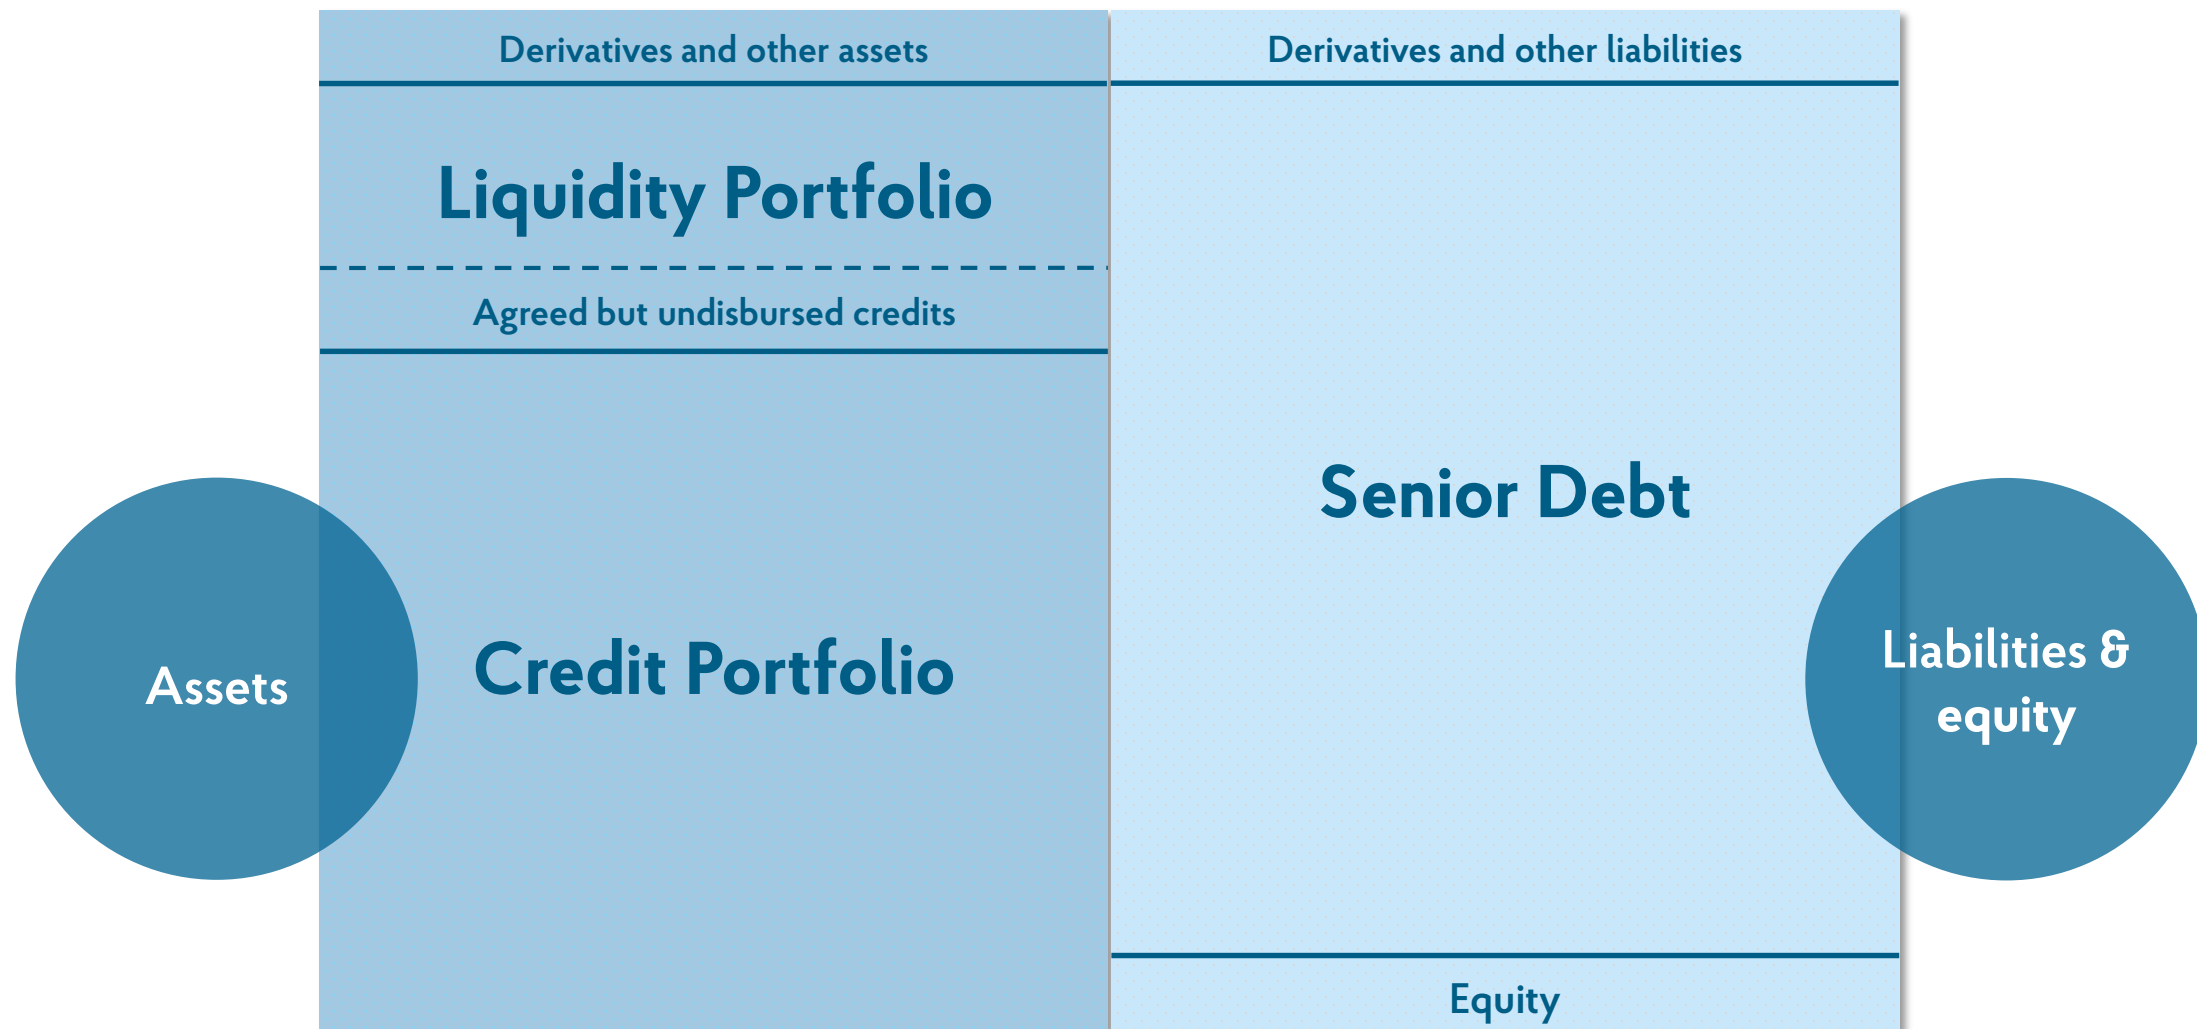 Derivatives and other assets
Liquidity Portfolio
Agreed but undisbursed credits
Credit Portfolio
Assets
Derivatives and other liabilities
Senior Debt
Liabilities &
equity
Equity